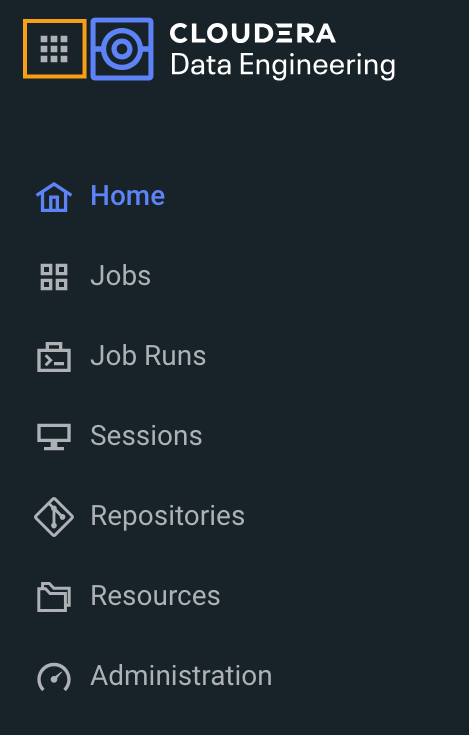 CLOUDERA
Data Engineering
Home
Jobs
Job Runs
Sessions
Repositories
Resources
Administration